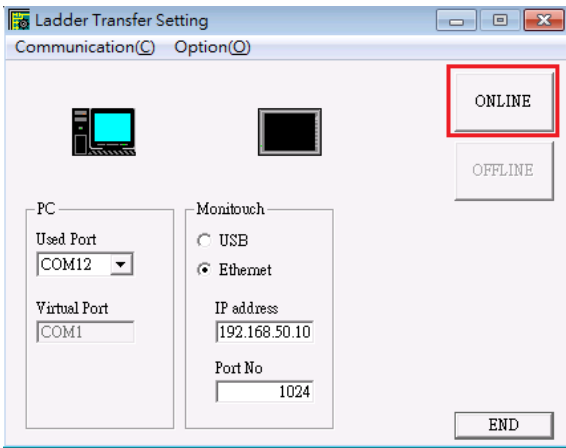 Ladder Transfer Setting
Communication(C) Option(O)
ONLINE
OFFLINE
PC
Used Port
COM12
Virtual Port
COM1
Monitouch
USB
Ethernet
IP address
192.168.50.10
Port No
1024
END